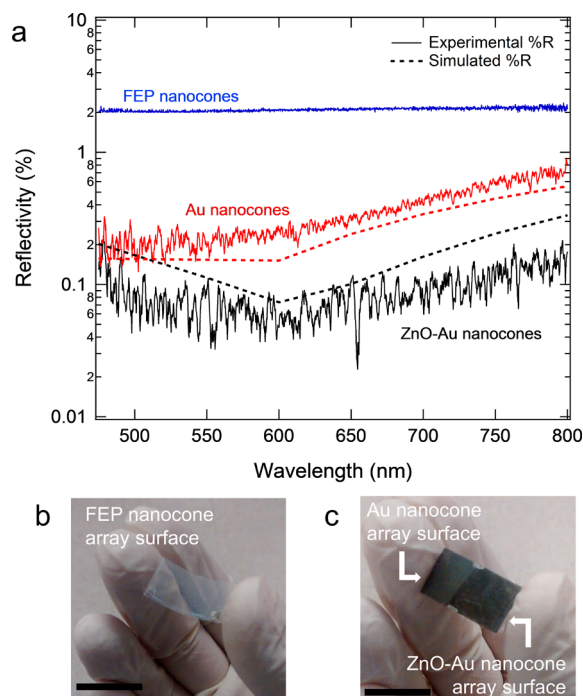 a
10
8
6
4
2
1
8
6
4
2
0.1
8
6
4
2
0.01
Reflectivity (%)
Experimental %R
Simulated %R
FEP nanocones
Au nanocones
ZnO-Au nanocones
500
550
600
650
700
750
800
Wavelength (nm)
b
FEP nanocone
array surface
c
Au nanocone
array surface
ZnO-Au nanocone
array surface